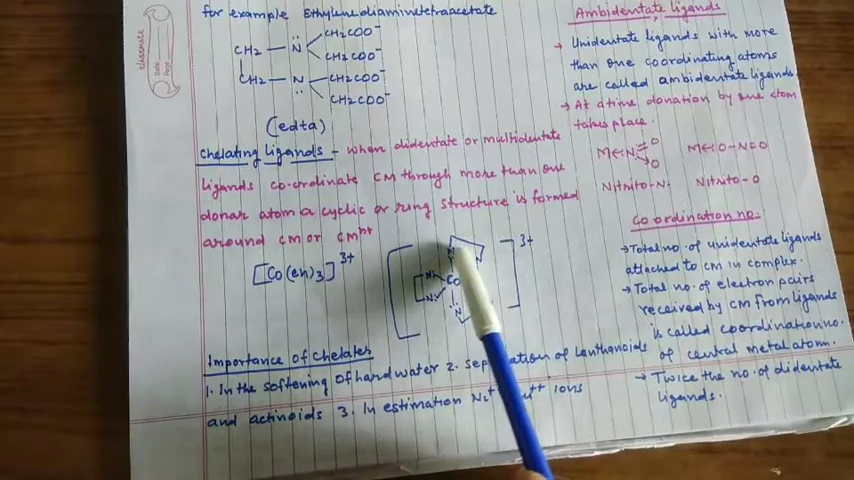 for example Ethylenediaminetetraacetate
CH2 — N̈ CH2COO⁻
CH2COO⁻
CH2 — N̈ CH2COO⁻
CH2COO⁻
(edta)
Chelating Ligands - when didentate or multidentate
ligands co-ordinate CM through more than one
donar atom a cyclic or ring structure is formed
around CM or CMⁿ⁺
[Co(en)3]³⁺
3+
N
N
Co
N
N
Importance of Chelates
1. In the softening of hard water 2. of Lanthanoids
and actinoids 3. In estimation ions
Ambidentate Ligands
→ Unidentate ligands with more
than one coordinating atoms
are called ambidentate ligands.
→ At a time donation by one atom
takes place.
M←N O O
M←O-N=O
Nitrito-N. Nitrito-O
Co ordination no.
→ Total no. of unidentate ligands
attached to CM in complex.
→ Total no. of electron pairs
received by CM from ligands
is called coordination no.
of central metal atom.
→ Twice the no. of didentate
ligands.
classmate
Date
Page